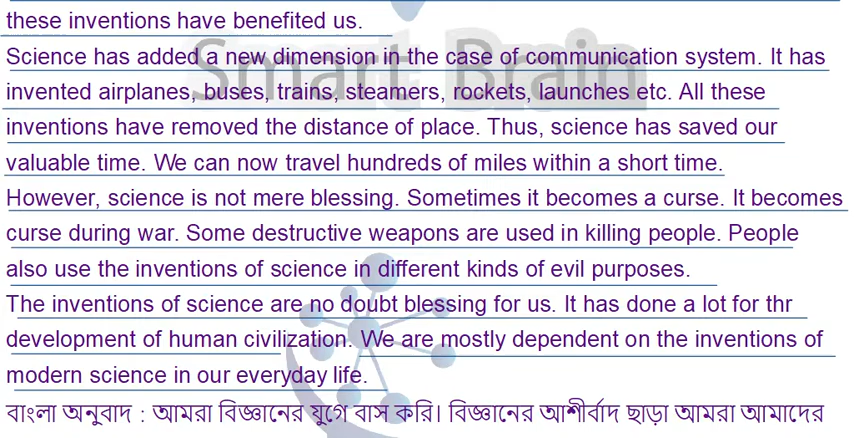 these inventions have benefited us.
Science has added a new dimension in the case of communication system. It has
invented airplanes, buses, trains, steamers, rockets, launches etc. All these
inventions have removed the distance of place. Thus, science has saved our
valuable time. We can now travel hundreds of miles within a short time.
However, science is not mere blessing. Sometimes it becomes a curse. It becomes
curse during war. Some destructive weapons are used in killing people. People
also use the inventions of science in different kinds of evil purposes.
The inventions of science are no doubt blessing for us. It has done a lot for thr
development of human civilization. We are mostly dependent on the inventions of
modern science in our everyday life.
বাংলা অনুবাদ : আমরা বিজ্ঞানের যুগে বাস করি। বিজ্ঞানের আশীর্বাদ ছাড়া আমরা আমাদের
Smart Brain